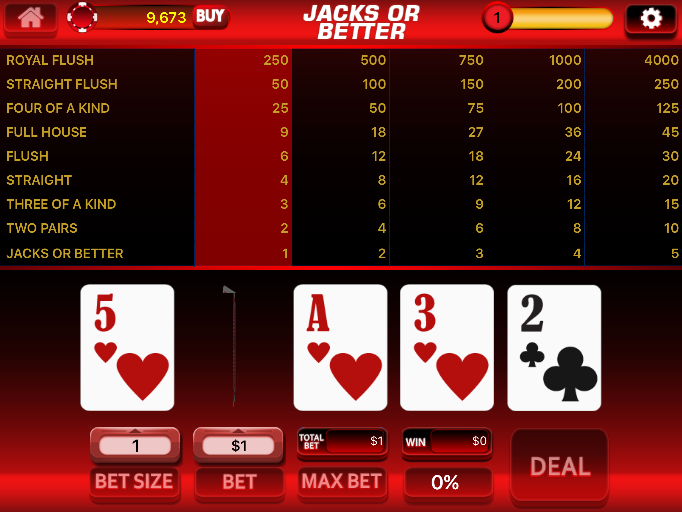 9,673 BUY
JACKS OR
BETTER
1
ROYAL FLUSH 250 500 750 1000 4000
STRAIGHT FLUSH 50 100 150 200 250
FOUR OF A KIND 25 50 75 100 125
FULL HOUSE 9 18 27 36 45
FLUSH 6 12 18 24 30
STRAIGHT 4 8 12 16 20
THREE OF A KIND 3 6 9 12 15
TWO PAIRS 2 4 6 8 10
JACKS OR BETTER 1 2 3 4 5
5 A 3 2
1 $1 TOTAL BET $1 WIN $0
BET SIZE BET MAX BET 0% DEAL